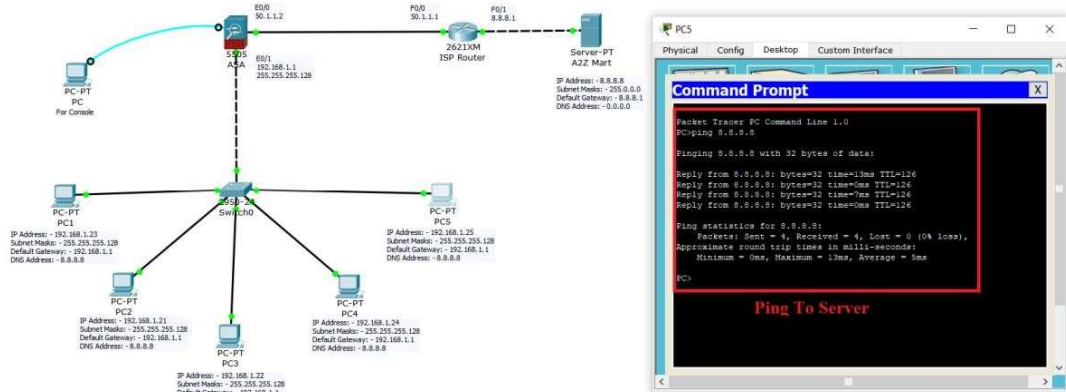 E0/0
50.1.1.2
F0/0
50.1.1.1
F0/1
8.8.8.1
5505
ASA
2621XM
ISP Router
Server-PT
A2Z Mart
E0/1
192.168.1.1
255.255.255.128
PC-PT
PC
For Console
IP Address: - 8.8.8.8
Subnet Masks: - 255.0.0.0
Default Gateway: - 8.8.8.1
DNS Address: - 0.0.0.0
2950-24
Switch0
PC-PT
PC1
IP Address: - 192.168.1.23
Subnet Masks: - 255.255.255.128
Default Gateway: - 192.168.1.1
DNS Address: - 8.8.8.8
PC-PT
PC5
IP Address: - 192.168.1.25
Subnet Masks: - 255.255.255.128
Default Gateway: - 192.168.1.1
DNS Address: - 8.8.8.8
PC-PT
PC2
IP Address: - 192.168.1.21
Subnet Masks: - 255.255.255.128
Default Gateway: - 192.168.1.1
DNS Address: - 8.8.8.8
PC-PT
PC4
IP Address: - 192.168.1.24
Subnet Masks: - 255.255.255.128
Default Gateway: - 192.168.1.1
DNS Address: - 8.8.8.8
PC-PT
PC3
IP Address: - 192.168.1.22
Subnet Masks: - 255.255.255.128
Default Gateway: - 192.168.1.1
PC5
Physical Config Desktop Custom Interface
Command Prompt
X
Packet Tracer PC Command Line 1.0
PC>ping 8.8.8.8
Pinging 8.8.8.8 with 32 bytes of data:
Reply from 8.8.8.8: bytes=32 time=13ms TTL=126
Reply from 8.8.8.8: bytes=32 time=0ms TTL=126
Reply from 8.8.8.8: bytes=32 time=7ms TTL=126
Reply from 8.8.8.8: bytes=32 time=0ms TTL=126
Ping statistics for 8.8.8.8:
Packets: Sent = 4, Received = 4, Lost = 0 (0% loss),
Approximate round trip times in milli-seconds:
Minimum = 0ms, Maximum = 13ms, Average = 5ms
PC>
Ping To Server